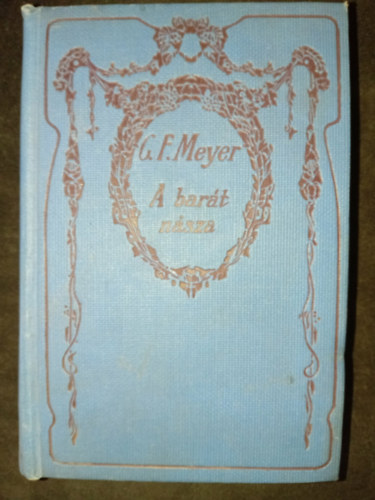 C. F. Meyer
A barát
násza